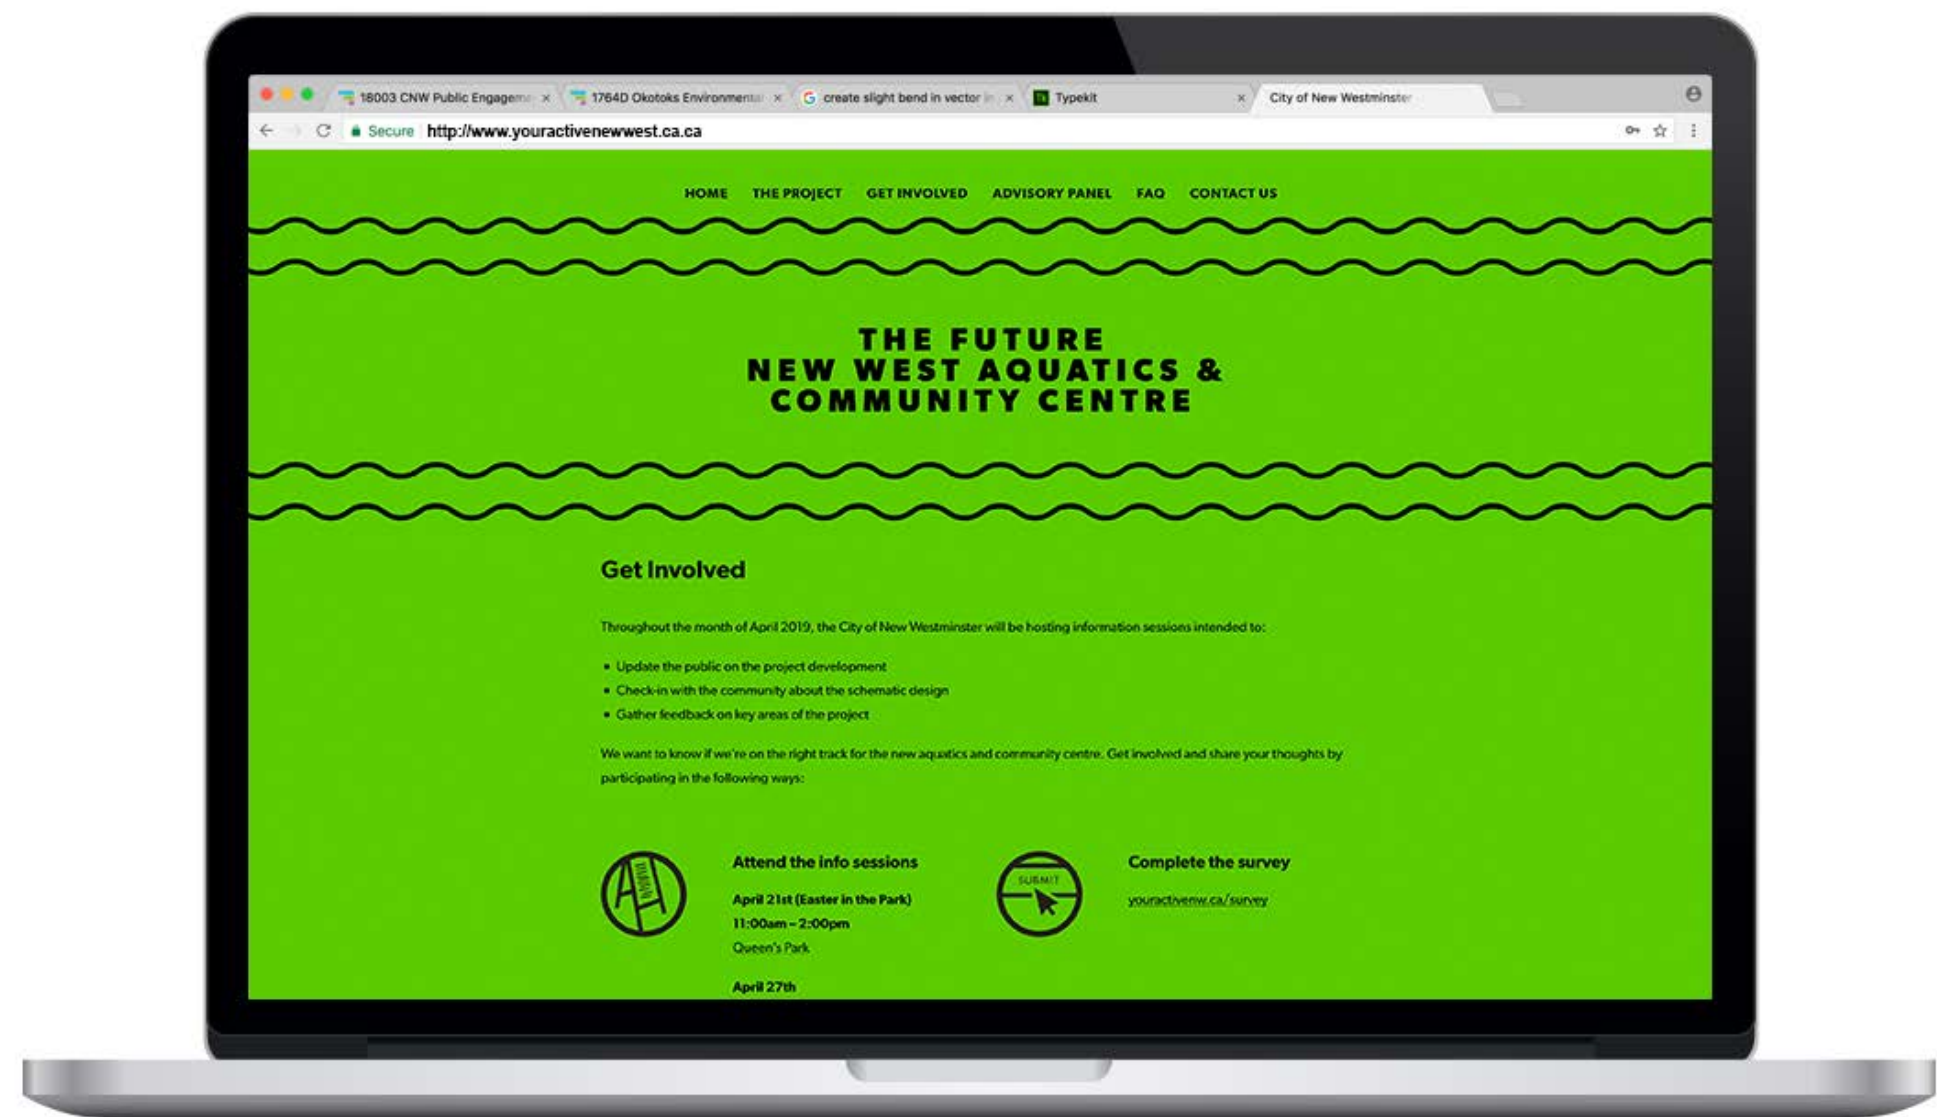 18003 CNW Public Engageme
1764D Okotoks Environmental
create slight bend in vector in
Typekit
City of New Westminster
Secure
http://www.youractivenewwest.ca.ca
HOME THE PROJECT GET INVOLVED ADVISORY PANEL FAQ CONTACT US
THE FUTURE
NEW WEST AQUATICS &
COMMUNITY CENTRE
Get Involved
Throughout the month of April 2019, the City of New Westminster will be hosting information sessions intended to:
• Update the public on the project development
• Check-in with the community about the schematic design
• Gather feedback on key areas of the project
We want to know if we're on the right track for the new aquatics and community centre. Get involved and share your thoughts by
participating in the following ways:
Attend the info sessions
April 21st (Easter in the Park)
11:00am – 2:00pm
Queen's Park
April 27th
SUBMIT
Complete the survey
youractivenw.ca/survey